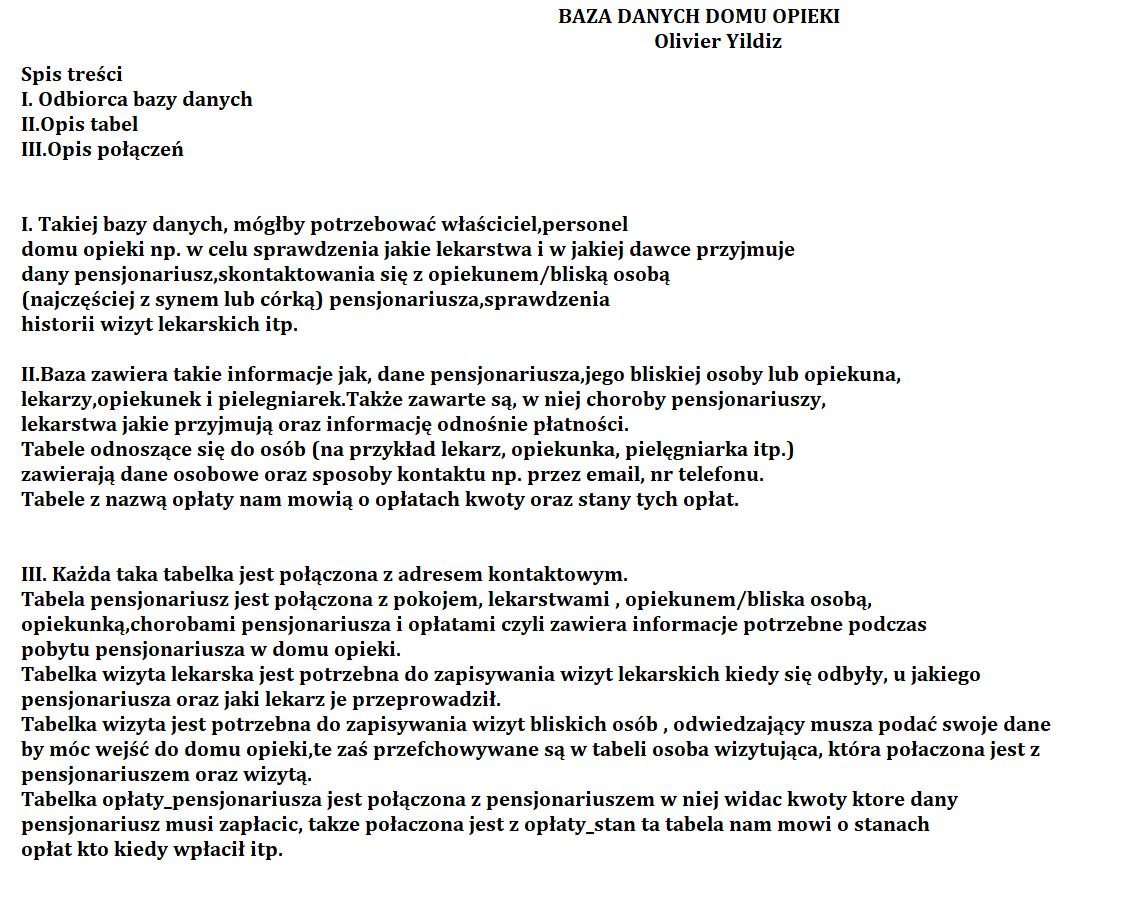 BAZA DANYCH DOMU OPIEKI
Olivier Yildiz
Spis treści
I. Odbiorca bazy danych
II.Opis tabel
III.Opis połączeń
I. Takiej bazy danych, mógłby potrzebować właściciel,personel
domu opieki np. w celu sprawdzenia jakie lekarstwa i w jakiej dawce przyjmuje
dany pensjonariusz,skontaktowania się z opiekunem/bliską osobą
(najczęściej z synem lub córką) pensjonariusza,sprawdzenia
historii wizyt lekarskich itp.
II.Baza zawiera takie informacje jak, dane pensjonariusza,jego bliskiej osoby lub opiekuna,
lekarzy,opiekunek i pielegniarek.Także zawarte są, w niej choroby pensjonariuszy,
lekarstwa jakie przyjmują oraz informację odnośnie płatności.
Tabele odnoszące się do osób (na przykład lekarz, opiekunka, pielęgniarka itp.)
zawierają dane osobowe oraz sposoby kontaktu np. przez email, nr telefonu.
Tabele z nazwą opłaty nam mowią o opłatach kwoty oraz stany tych opłat.
III. Każda taka tabelka jest połączona z adresem kontaktowym.
Tabela pensjonariusz jest połączona z pokojem, lekarstwami , opiekunem/bliska osobą,
opiekunką,chorobami pensjonariusza i opłatami czyli zawiera informacje potrzebne podczas
pobytu pensjonariusza w domu opieki.
Tabelka wizyta lekarska jest potrzebna do zapisywania wizyt lekarskich kiedy się odbyły, u jakiego
pensjonariusza oraz jaki lekarz je przeprowadził.
Tabelka wizyta jest potrzebna do zapisywania wizyt bliskich osób , odwiedzający musza podać swoje dane
by móc wejść do domu opieki,te zaś przefchowywane są w tabeli osoba wizytująca, która połaczona jest z
pensjonariuszem oraz wizytą.
Tabelka opłaty_pensjonariusza jest połączona z pensjonariuszem w niej widac kwoty ktore dany
pensjonariusz musi zapłacic, takze połaczona jest z opłaty_stan ta tabela nam mowi o stanach
opłat kto kiedy wpłacił itp.